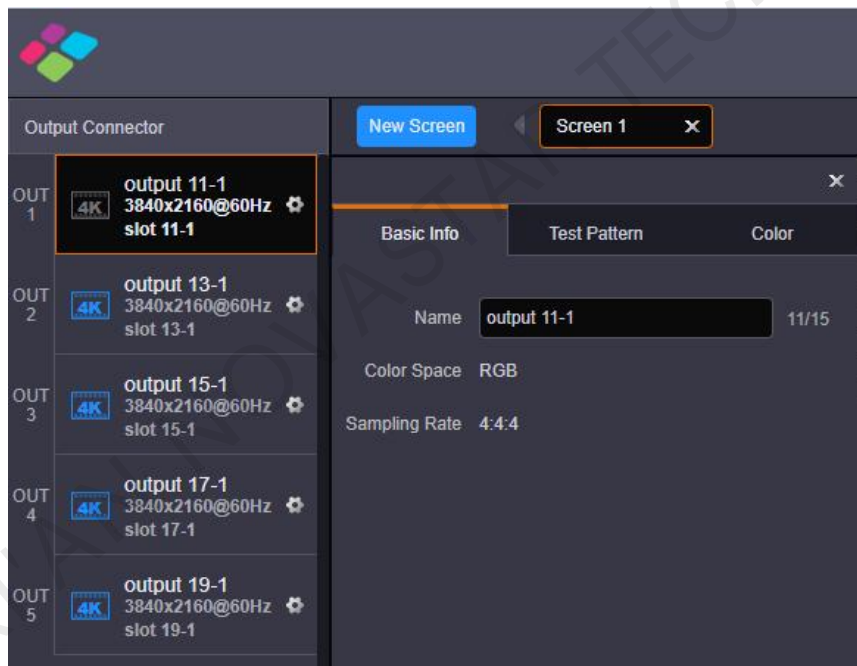 Output Connector
New Screen
Screen 1
x
OUT
1
4K
output 11-1
3840x2160@60Hz
slot 11-1
OUT
2
4K
output 13-1
3840x2160@60Hz
slot 13-1
OUT
3
4K
output 15-1
3840x2160@60Hz
slot 15-1
OUT
4
4K
output 17-1
3840x2160@60Hz
slot 17-1
OUT
5
4K
output 19-1
3840x2160@60Hz
slot 19-1
x
Basic Info Test Pattern Color
Name output 11-1 11/15
Color Space RGB
Sampling Rate 4:4:4